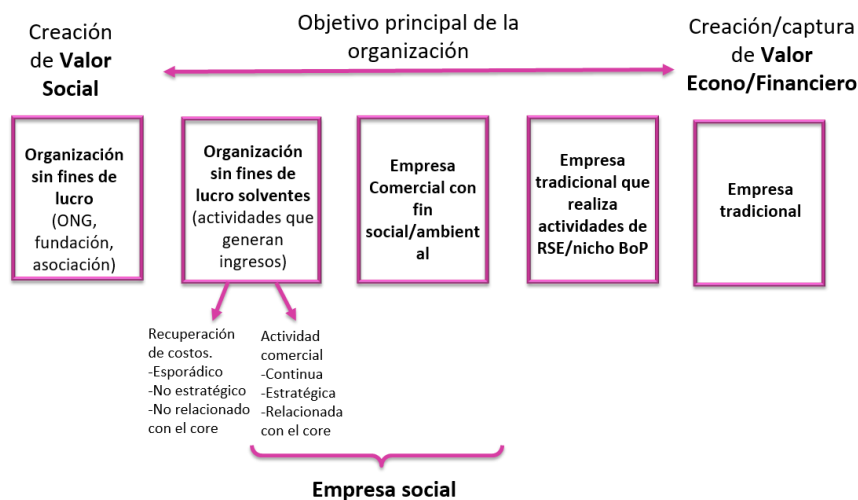 Creación
de Valor
Social
Objetivo principal de la
organización
Creación/captura
de Valor
Econo/Financiero
Organización
sin fines de
lucro
(ONG,
fundación,
asociación)
Organización
sin fines de
lucro solventes
(actividades que
generan
ingresos)
Empresa
Comercial con
fin
social/ambient
al
Empresa
tradicional que
realiza
actividades de
RSE/nicho BoP
Empresa
tradicional
Recuperación
de costos.
-Esporádico
-No estratégico
-No relacionado
con el core
Actividad
comercial
-Continua
-Estratégica
-Relacionada
con el core
Empresa social